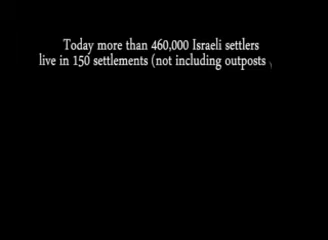 Today more than 460,000 Israeli settlers
live in 150 settlements (not including outposts